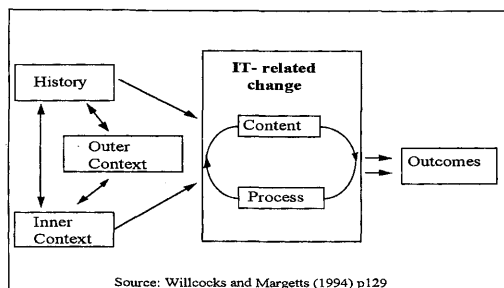 IT- related
change
History
Content
Outer
Context
Outcomes
Process
Inner
Context
Source: Willcocks and Margetts (1994) p129